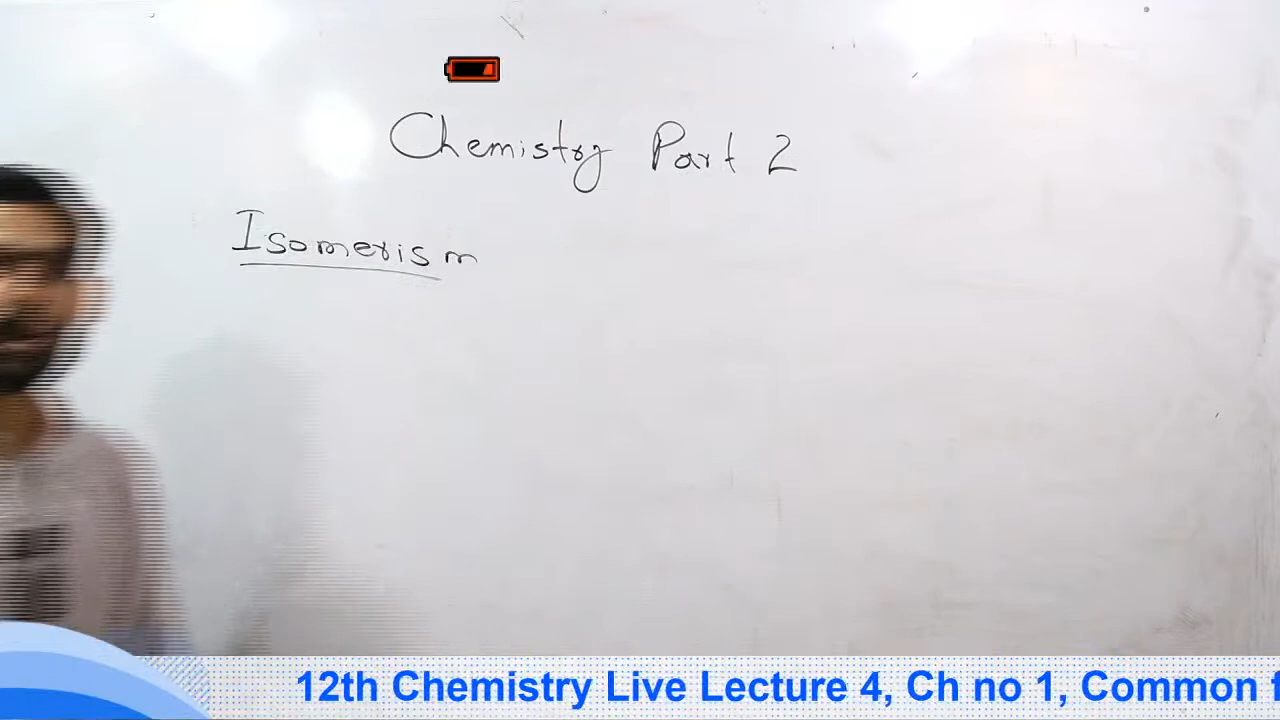 Chemistry Part 2
Isomerism
12th Chemistry Live Lecture 4, Ch no 1, Common